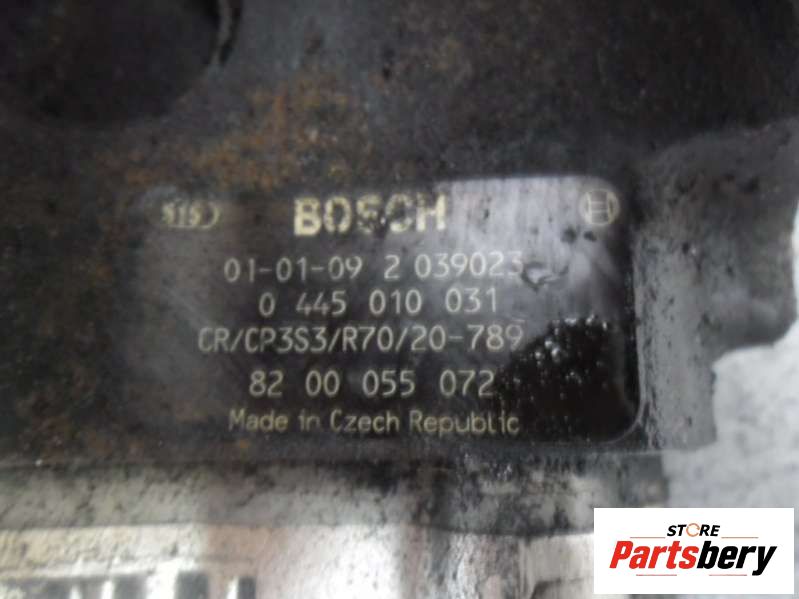 BOSCH
01-01-09 2 039023
0 445 010 031
CR/CP3S3/R70/20-789
82 00 055 072
Made in Czech Republic
STORE
Partsbery